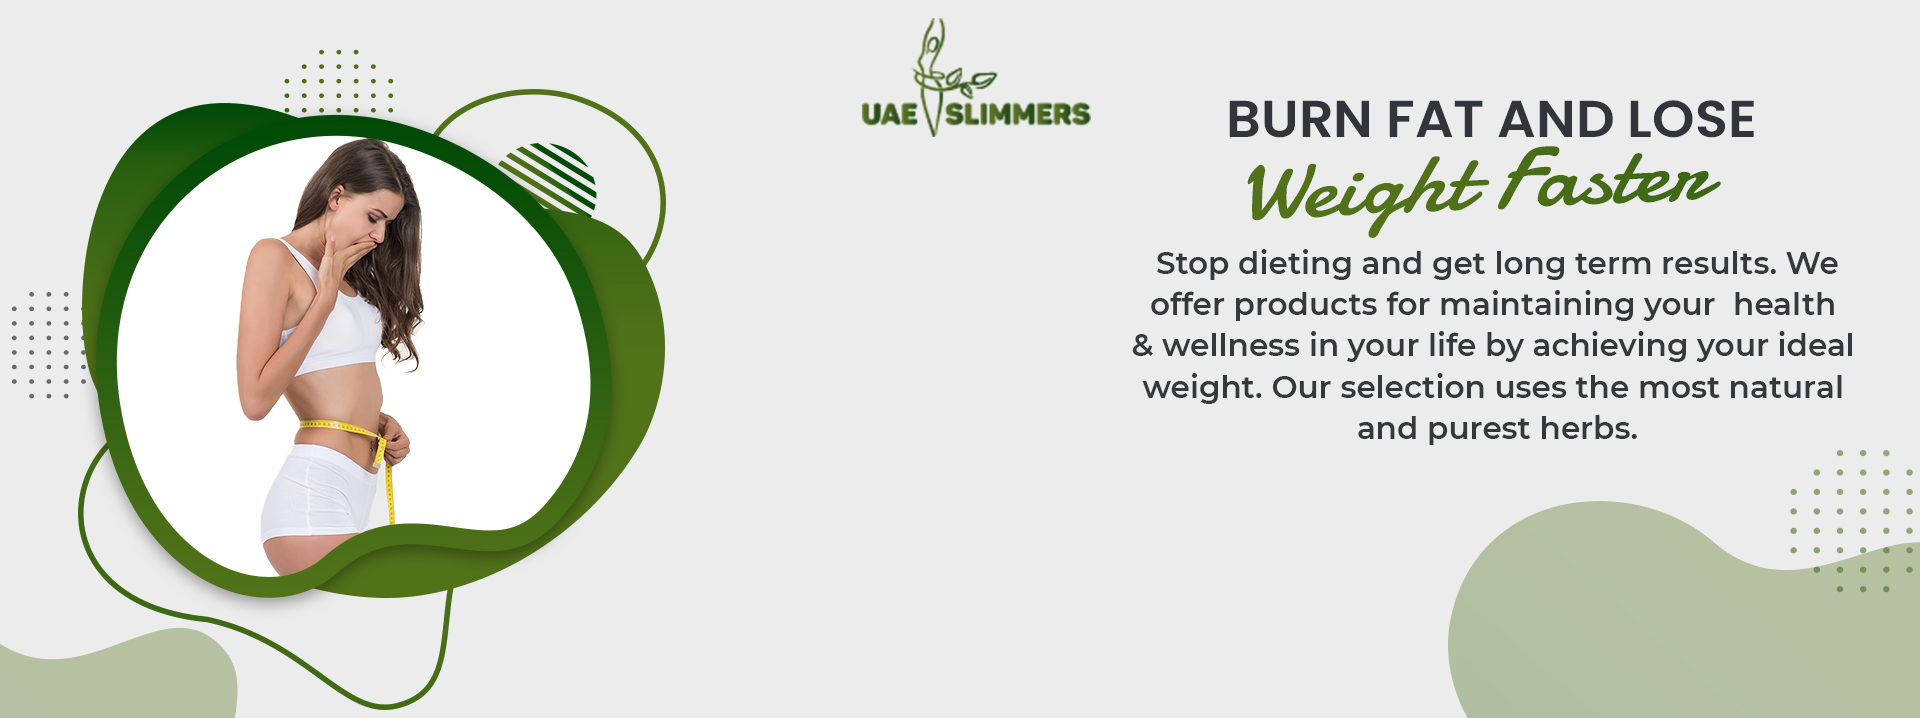 UAE SLIMMERS
BURN FAT AND LOSE
Weight Faster
Stop dieting and get long term results. We
offer products for maintaining your health
& wellness in your life by achieving your ideal
weight. Our selection uses the most natural
and purest herbs.